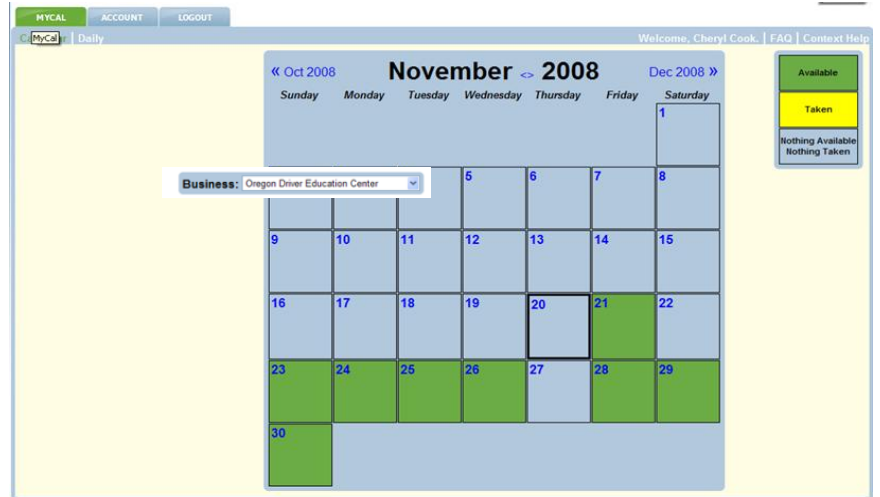 MYCAL ACCOUNT LOGOUT
MyCal | Daily Welcome, Cheryl Cook. | FAQ | Context Help
« Oct 2008 November <> 2008 Dec 2008 »
Sunday Monday Tuesday Wednesday Thursday Friday Saturday
1
Business: Oregon Driver Education Center
5 6 7 8
9 10 11 12 13 14 15
16 17 18 19 20 21 22
23 24 25 26 27 28 29
30
Available
Taken
Nothing Available
Nothing Taken